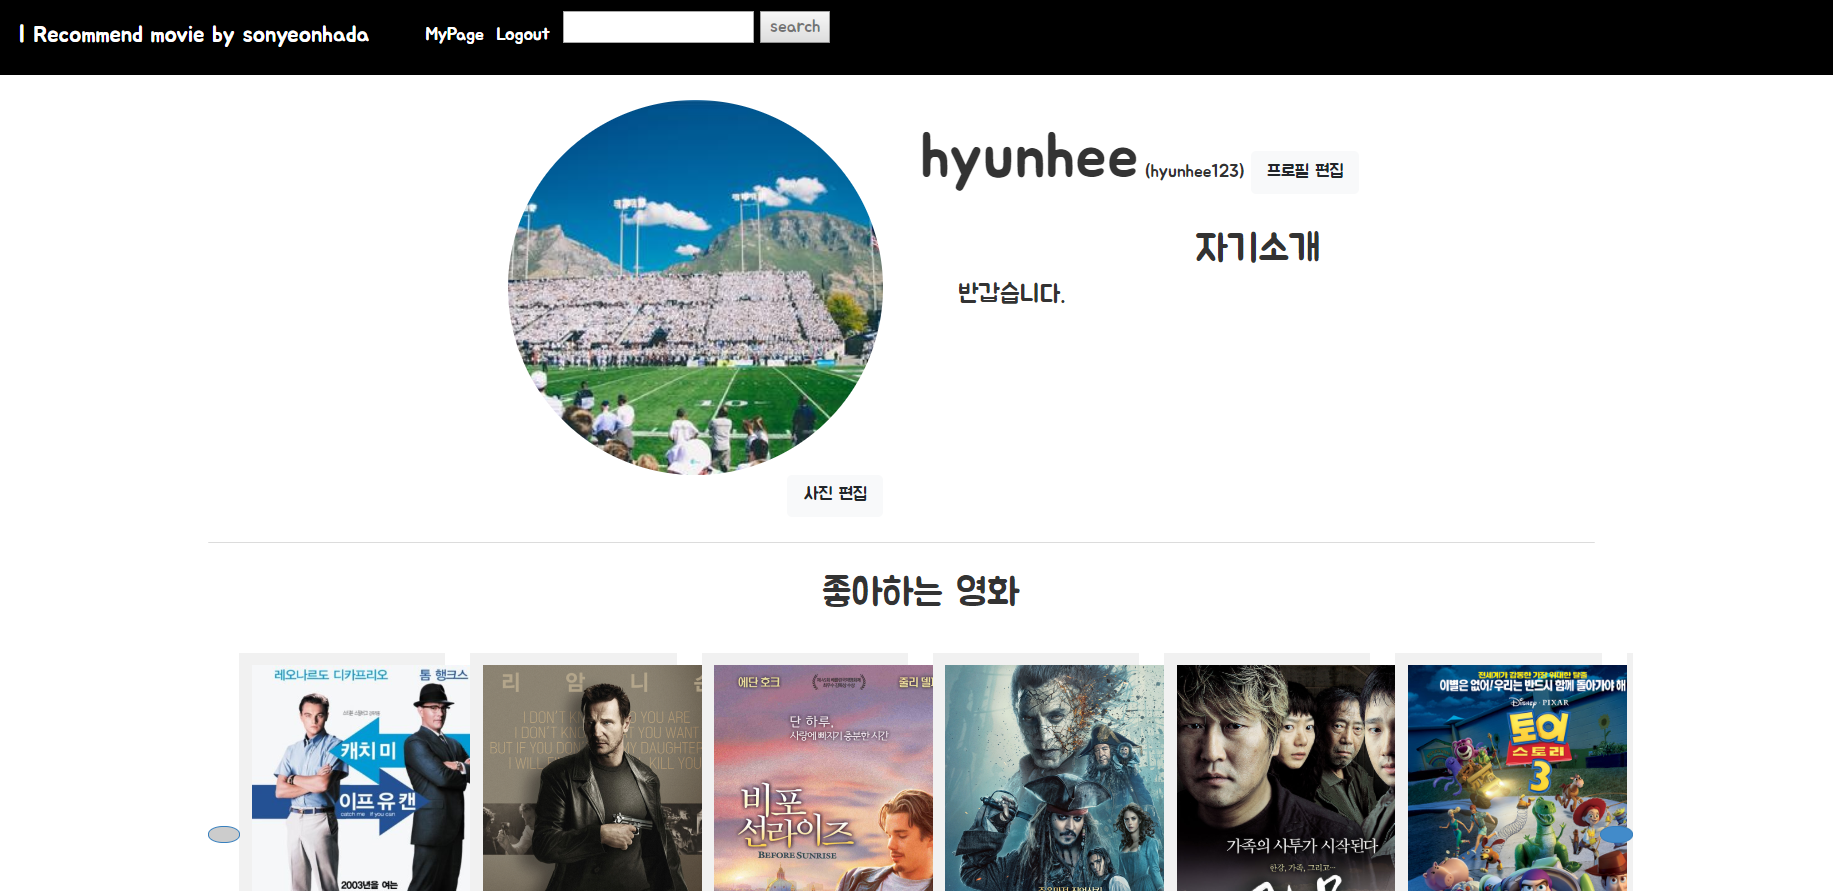 I Recommend movie by sonyeonhada
MyPage Logout
search
hyunhee (hyunhee123) 프로필 편집
자기소개
반갑습니다.
사진 편집
좋아하는 영화
레오나르도 디카프리오 톰 행크스
캐치 미
이프 유 캔
catch me if you can
2003년을 여는
리 암 니 슨
I DON'T YOU ARE
I DON'T YOU WANT
BUT IF YOU MY DAUGHTER
I WILL KILL YOU
에단 호크 줄리 델
단 하루,
사랑에 빠지기 충분한 시간
비포
선라이즈
BEFORE SUNRISE
가족의 사투가 시작된다
한강, 가족, 그리고…
전세계가 감동한 가장 위대한 탈출
이별은 없어! 우리는 반드시 함께 돌아가야 해
DISNEY · PIXAR
토이
스토리
3